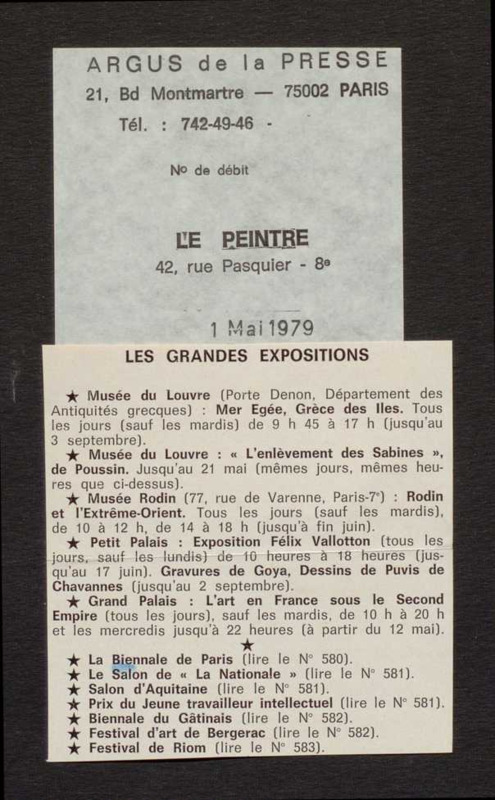 ARGUS de la PRESSE
21, Bd Montmartre — 75002 PARIS
Tél. : 742-49-46 -
Nº de débit
LE PEINTRE
42, rue Pasquier - 8e
1 Mai 1979
LES GRANDES EXPOSITIONS
★ Musée du Louvre (Porte Denon, Département des
Antiquités grecques) : Mer Egée, Grèce des Iles. Tous
les jours (sauf les mardis) de 9 h 45 à 17 h (jusqu'au
3 septembre).
★ Musée du Louvre : « L'enlèvement des Sabines »,
de Poussin. Jusqu'au 21 mai (mêmes jours, mêmes heu-
res que ci-dessus).
★ Musée Rodin (77, rue de Varenne, Paris-7e) : Rodin
et l'Extrême-Orient. Tous les jours (sauf les mardis),
de 10 à 12 h, de 14 à 18 h (jusqu'à fin juin).
★ Petit Palais : Exposition Félix Vallotton (tous les
jours, sauf les lundis) de 10 heures à 18 heures (jus-
qu'au 17 juin). Gravures de Goya, Dessins de Puvis de
Chavannes (jusqu'au 2 septembre).
★ Grand Palais : L'art en France sous le Second
Empire (tous les jours), sauf les mardis, de 10 h à 20 h
et les mercredis jusqu'à 22 heures (à partir du 12 mai).
★
★ La Biennale de Paris (lire le N° 580).
★ Le Salon de « La Nationale » (lire le N° 581).
★ Salon d'Aquitaine (lire le N° 581).
★ Prix du Jeune travailleur intellectuel (lire le N° 581).
★ Biennale du Gâtinais (lire le N° 582).
★ Festival d'art de Bergerac (lire le N° 582).
★ Festival de Riom (lire le N° 583).